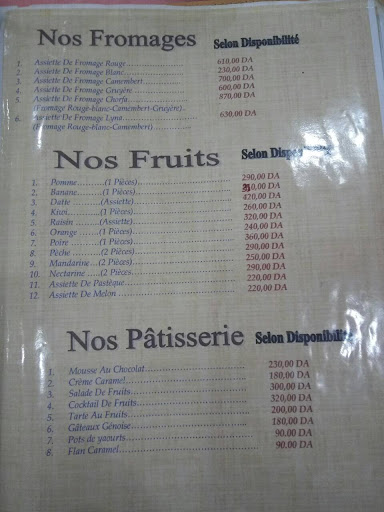 Nos Fromages Selon Disponibilité
1. Assiette De Fromage Rouge 610,00 DA
2. Assiette De Fromage Blanc 230,00 DA
3. Assiette De Fromage Camembert 700,00 DA
4. Assiette De Fromage Gruyère 600,00 DA
5. Assiette De Fromage Chorfa 970,00 DA
(Fromage Rouge-blanc-Camembert-Gruyère)
6. Assiette De Fromage Lyna 630,00 DA
(Fromage Rouge-blanc-Camembert)
Nos Fruits Selon
1. Pomme (1 Pièces) 290,00 DA
2. Banane (1 Pièces) DA
3. Datte (Assiette) 420,00 DA
4. Kiwi (1 Pièces) 260,00 DA
5. Raisin (Assiette) 320,00 DA
6. Orange (1 Pièces) 240,00 DA
7. Poire (1 Pièces) 360,00 DA
8. Pêche (2 Pièces) 290,00 DA
9. Mandarine (2 Pièces) 250,00 DA
10. Nectarine (2 Pièces 290,00 DA
11. Assiette De Pastèque 220,00 DA
12. Assiette De Melon 220,00 DA
Nos Pâtisserie Selon Disponibilité
1. Mousse Au Chocolat 230,00 DA
2. Crème Caramel 180,00 DA
3. Salade De Fruits 300,00 DA
4. Cocktail De Fruits 320,00 DA
5. Tarte Au Fruits 200,00 DA
6. Gâteaux Génoise 180,00 DA
7. Pots de yaourts 90.00 DA
8. Flan Caramel 90.00 DA